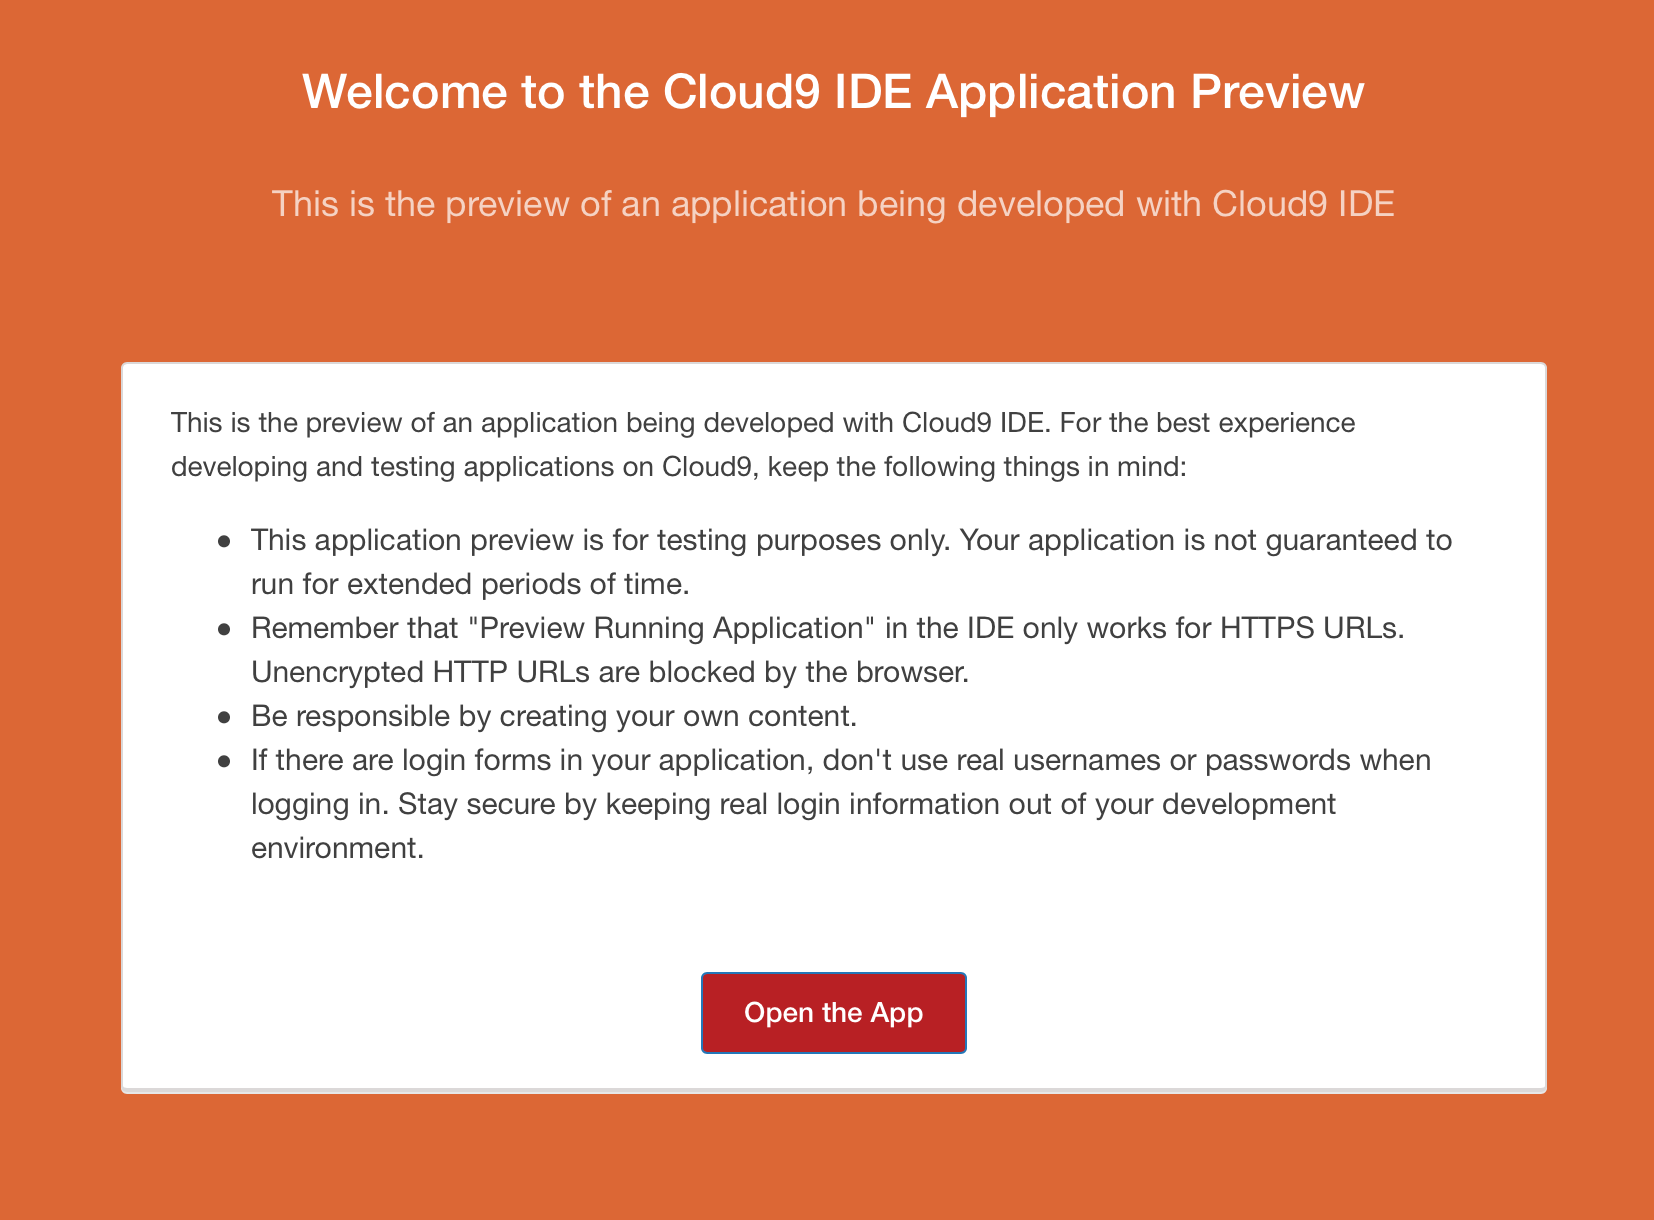 Welcome to the Cloud9 IDE Application Preview
This is the preview of an application being developed with Cloud9 IDE
This is the preview of an application being developed with Cloud9 IDE. For the best experience
developing and testing applications on Cloud9, keep the following things in mind:
● This application preview is for testing purposes only. Your application is not guaranteed to
run for extended periods of time.
● Remember that "Preview Running Application" in the IDE only works for HTTPS URLs.
Unencrypted HTTP URLs are blocked by the browser.
● Be responsible by creating your own content.
● If there are login forms in your application, don't use real usernames or passwords when
logging in. Stay secure by keeping real login information out of your development
environment.
Open the App